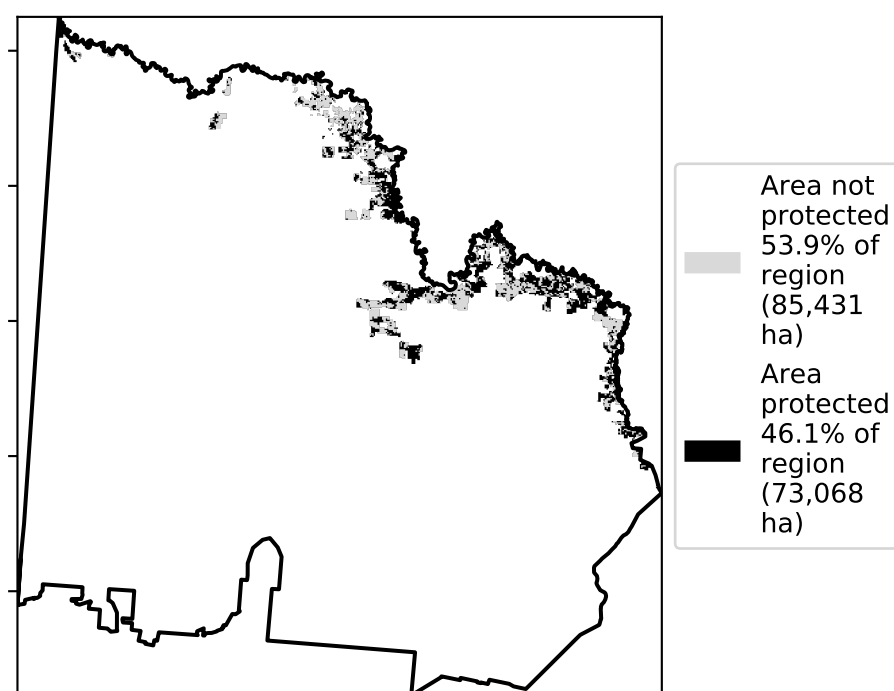 Area not
protected
53.9% of
region
(85,431
ha)
Area
protected
46.1% of
region
(73,068
ha)